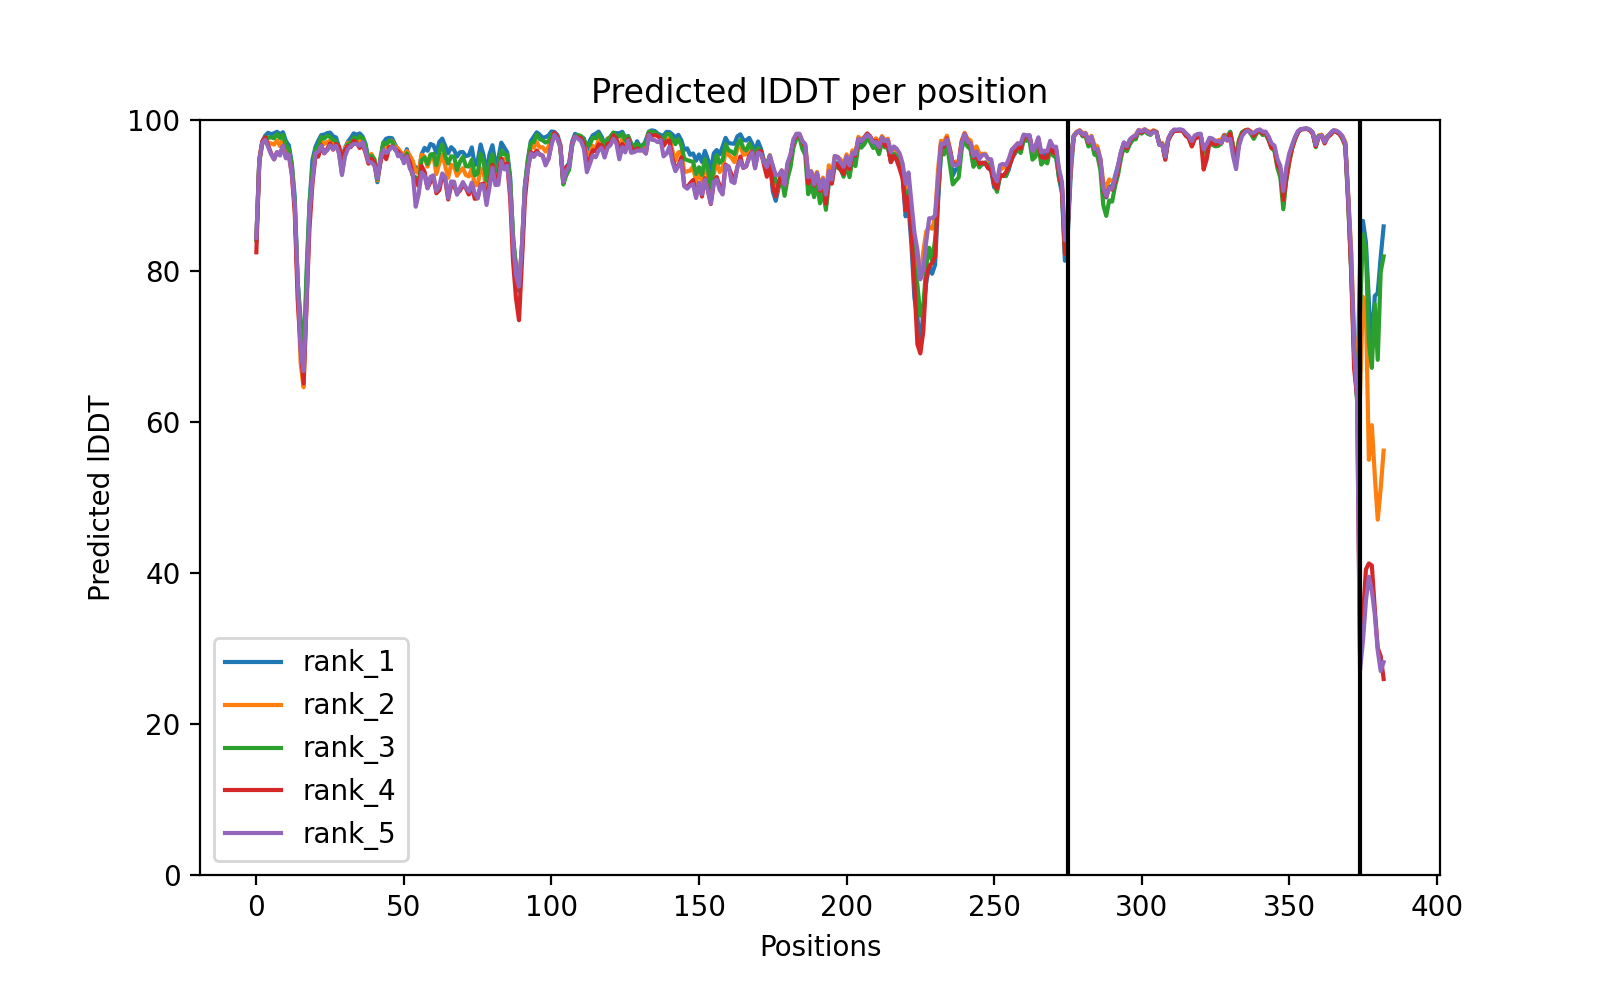 Predicted lDDT per position
100
80
60
40
20
0
Predicted lDDT
rank_1
rank_2
rank_3
rank_4
rank_5
0 50 100 150 200 250 300 350 400
Positions